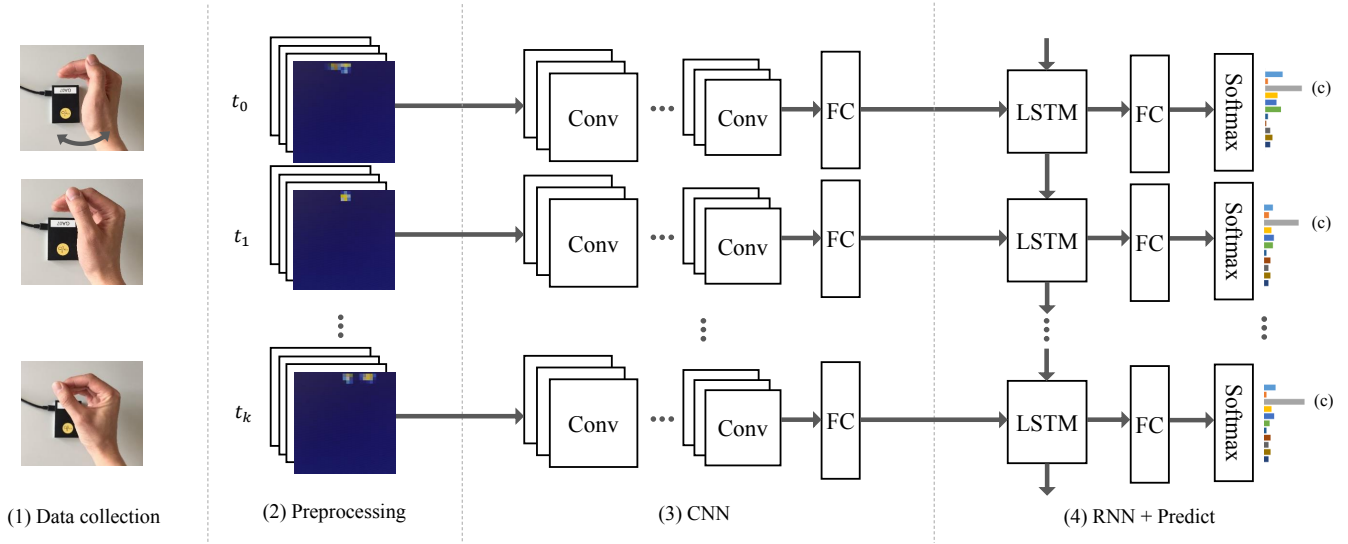 t₀
Conv
Conv
FC
LSTM
FC
Softmax
(c)
t₁
Conv
Conv
FC
LSTM
FC
Softmax
(c)
tₖ
Conv
Conv
FC
LSTM
FC
Softmax
(c)
(1) Data collection
(2) Preprocessing
(3) CNN
(4) RNN + Predict